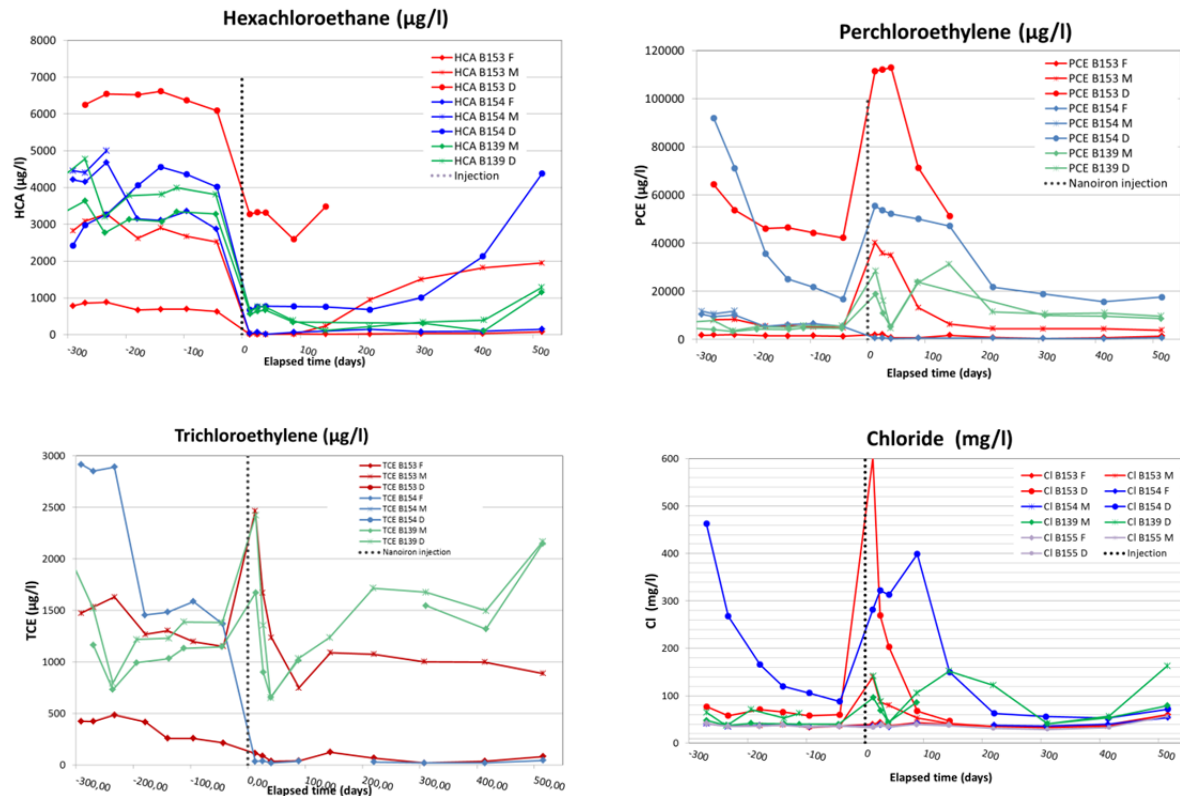 Hexachloroethane (µg/l)
8000
7000
6000
5000
4000
3000
2000
1000
0
HCA (µg/l)
-300
-200
-100
0
100
200
300
400
500
Elapsed time (days)
HCA B153 F
HCA B153 M
HCA B153 D
HCA B154 F
HCA B154 M
HCA B154 D
HCA B139 M
HCA B139 D
Injection
Perchloroethylene (µg/l)
120000
100000
80000
60000
40000
20000
0
PCE (µg/l)
-300
-200
-100
0
100
200
300
400
500
Elapsed time (days)
PCE B153 F
PCE B153 M
PCE B153 D
PCE B154 F
PCE B154 M
PCE B154 D
PCE B139 M
PCE B139 D
Nanoiron injection
Trichloroethylene (µg/l)
3000
2500
2000
1500
1000
500
0
TCE (µg/l)
-300,00
-200,00
-100,00
0,00
100,00
200,00
300,00
400,00
500,00
Elapsed time (days)
TCE B153 F
TCE B153 M
TCE B153 D
TCE B154 F
TCE B154 M
TCE B154 D
TCE B139 M
TCE B139 D
Nanoiron injection
Chloride (mg/l)
600
500
400
300
200
100
0
Cl (mg/l)
-300
-200
-100
0
100
200
300
400
500
Elapsed time (days)
Cl B153 F
Cl B153 M
Cl B153 D
Cl B154 F
Cl B154 M
Cl B154 D
Cl B139 M
Cl B139 D
Cl B155 F
Cl B155 M
Cl B155 D
Injection